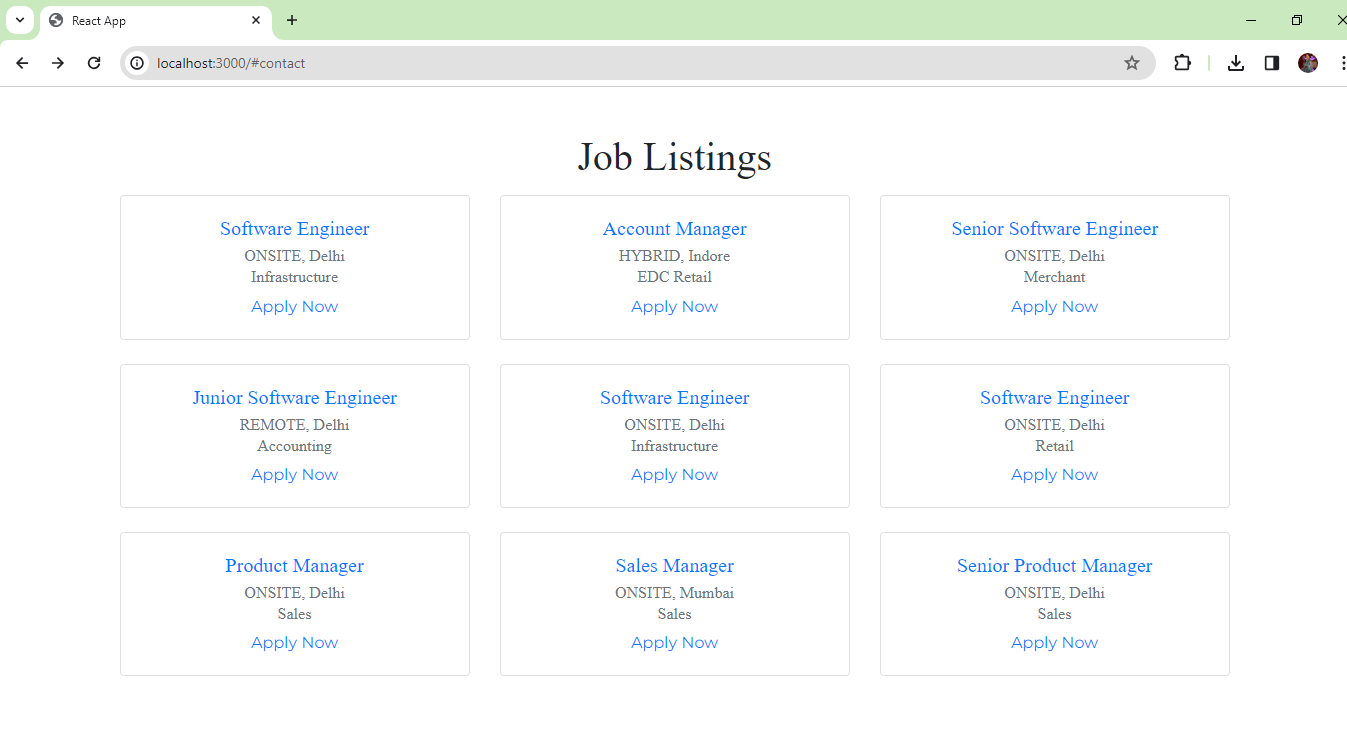 React App
localhost:3000/#contact
Job Listings
Software Engineer
ONSITE, Delhi
Infrastructure
Apply Now
Account Manager
HYBRID, Indore
EDC Retail
Apply Now
Senior Software Engineer
ONSITE, Delhi
Merchant
Apply Now
Junior Software Engineer
REMOTE, Delhi
Accounting
Apply Now
Software Engineer
ONSITE, Delhi
Infrastructure
Apply Now
Software Engineer
ONSITE, Delhi
Retail
Apply Now
Product Manager
ONSITE, Delhi
Sales
Apply Now
Sales Manager
ONSITE, Mumbai
Sales
Apply Now
Senior Product Manager
ONSITE, Delhi
Sales
Apply Now